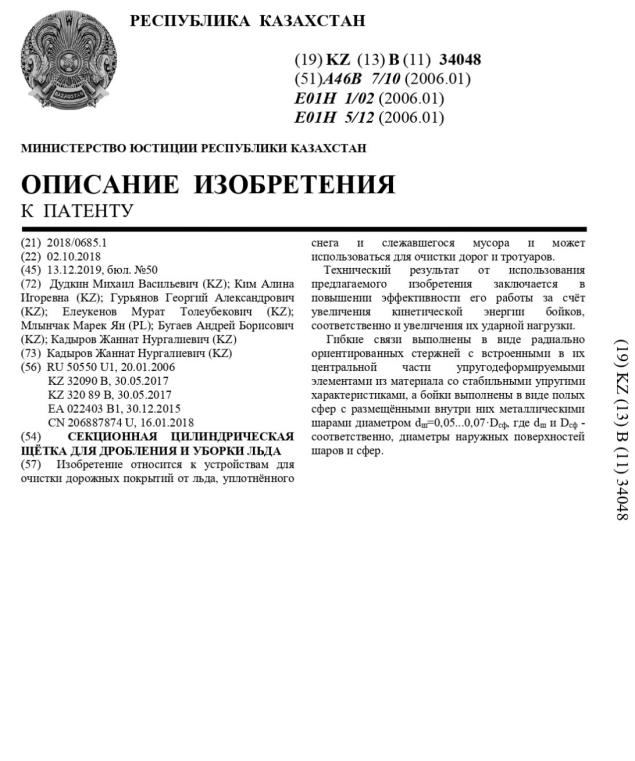 РЕСПУБЛИКА КАЗАХСТАН
(19) KZ (13) B (11) 34048
(51) A46B 7/10 (2006.01)
E01H 1/02 (2006.01)
E01H 5/12 (2006.01)
МИНИСТЕРСТВО ЮСТИЦИИ РЕСПУБЛИКИ КАЗАХСТАН
ОПИСАНИЕ ИЗОБРЕТЕНИЯ
К ПАТЕНТУ
(21) 2018/0685.1
(22) 02.10.2018
(45) 13.12.2019, бюл. №50
(72) Дудкин Михаил Васильевич (KZ); Ким Алина
Игоревна (KZ); Гурьянов Георгий Александрович
(KZ); Елеукенов Мурат Толеубекович (KZ);
Млынчак Марек Ян (PL); Бугаев Андрей Борисович
(KZ); Кадыров Жаннат Нургалиевич (KZ)
(73) Кадыров Жаннат Нургалиевич (KZ)
(56) RU 50550 U1, 20.01.2006
KZ 32090 B, 30.05.2017
KZ 320 89 B, 30.05.2017
EA 022403 B1, 30.12.2015
CN 206887874 U, 16.01.2018
(54) СЕКЦИОННАЯ ЦИЛИНДРИЧЕСКАЯ
ЩЁТКА ДЛЯ ДРОБЛЕНИЯ И УБОРКИ ЛЬДА
(57) Изобретение относится к устройствам для
очистки дорожных покрытий от льда, уплотнённого
снега и слежавшегося мусора и может
использоваться для очистки дорог и тротуаров.
Технический результат от использования
предлагаемого изобретения заключается в
повышении эффективности его работы за счёт
увеличения кинетической энергии бойков,
соответственно и увеличения их ударной нагрузки.
Гибкие связи выполнены в виде радиально
ориентированных стержней с встроенными в их
центральной части упругодеформируемыми
элементами из материала со стабильными упругими
характеристиками, а бойки выполнены в виде полых
сфер с размещёнными внутри них металлическими
шарами диаметром dш=0,05...0,07·Dсф, где dш и Dсф -
соответственно, диаметры наружных поверхностей
шаров и сфер.
(19) KZ (13) B (11) 34048